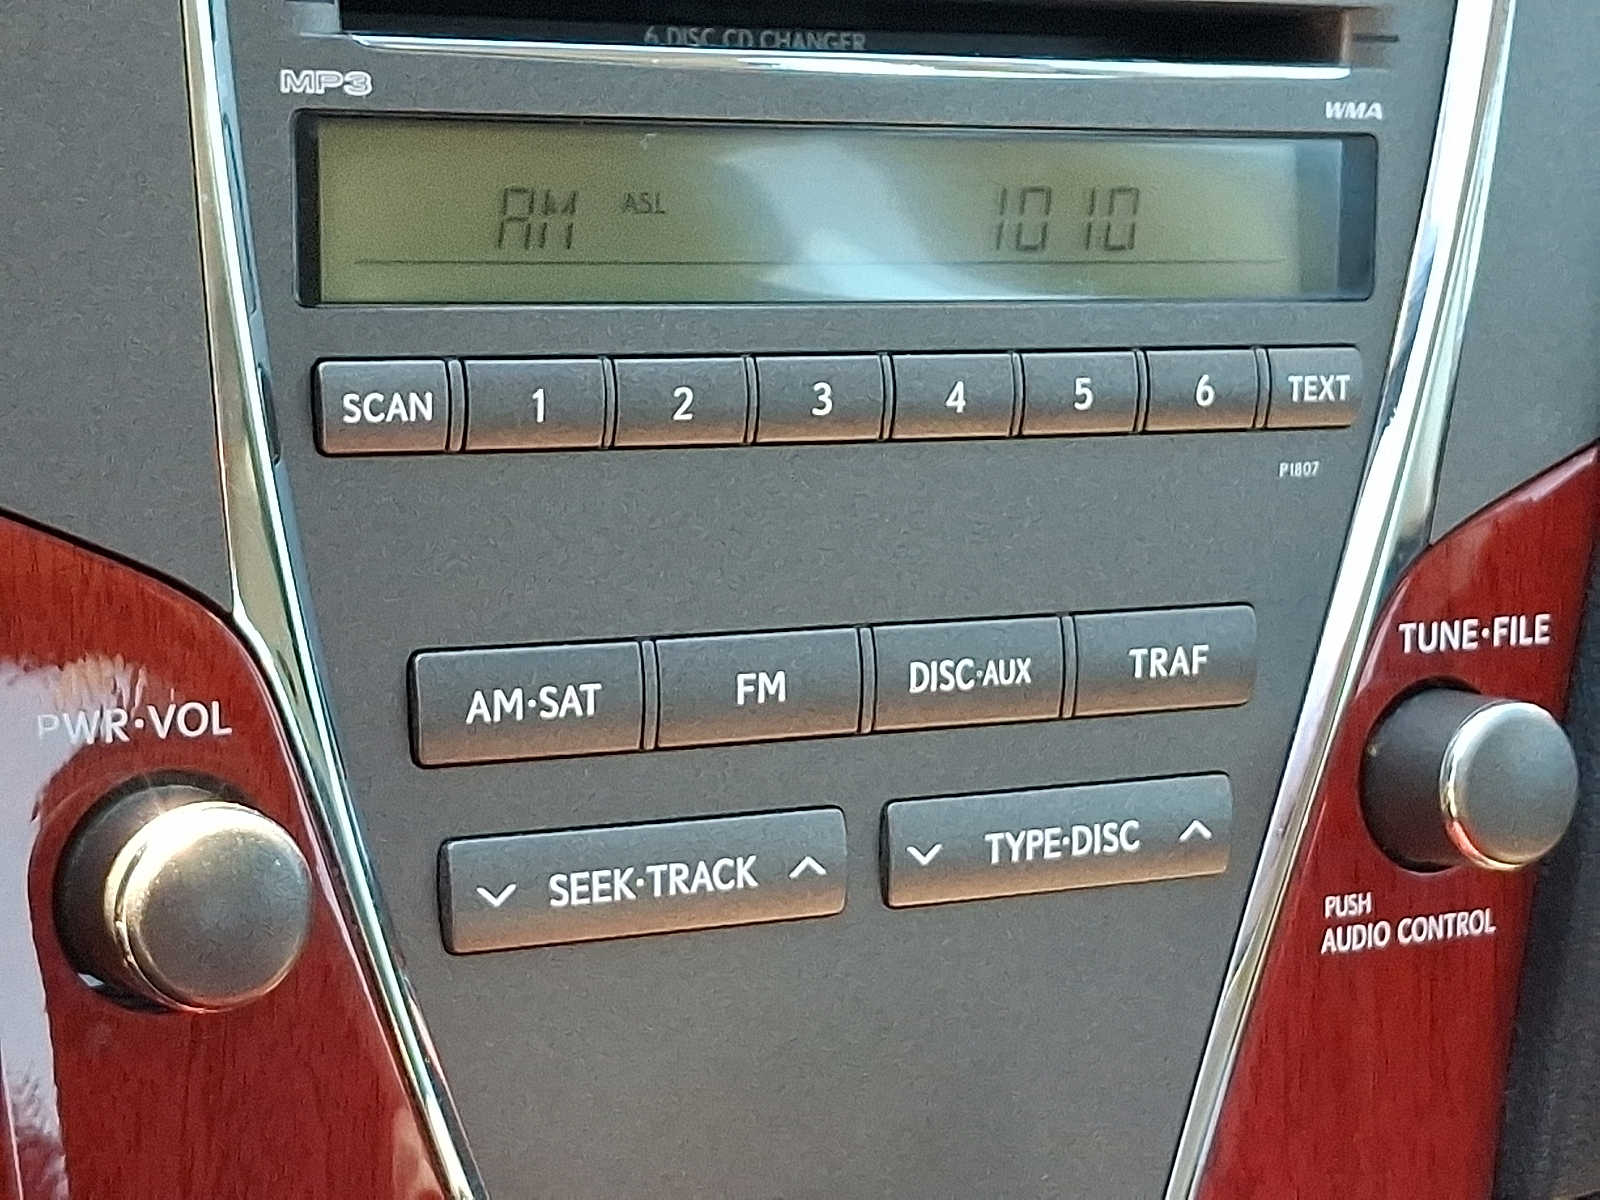 6 DISC CD CHANGER
MP3
WMA
AM ASL 1010
SCAN 1 2 3 4 5 6 TEXT
P1807
TUNE•FILE
AM•SAT FM DISC•AUX TRAF
PWR•VOL
SEEK•TRACK TYPE•DISC
PUSH
AUDIO CONTROL